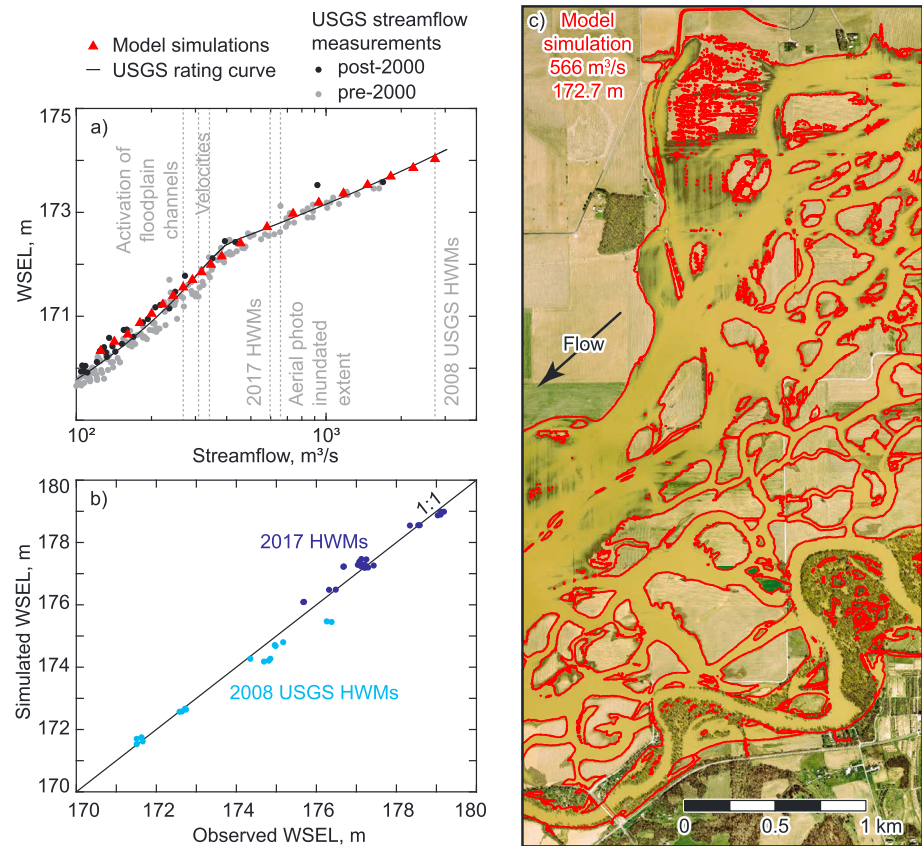 Model simulations
USGS rating curve
USGS streamflow
measurements
post-2000
pre-2000
a)
175
173
171
WSEL, m
Activation of
floodplain
channels
Velocities
2017 HWMs
Aerial photo
inundated
extent
2008 USGS HWMs
10²
10³
Streamflow, m³/s
b)
180
178
176
174
172
170
Simulated WSEL, m
1:1
2017 HWMs
2008 USGS HWMs
170
172
174
176
178
180
Observed WSEL, m
c)
Model
simulation
566 m³/s
172.7 m
Flow
0
0.5
1 km